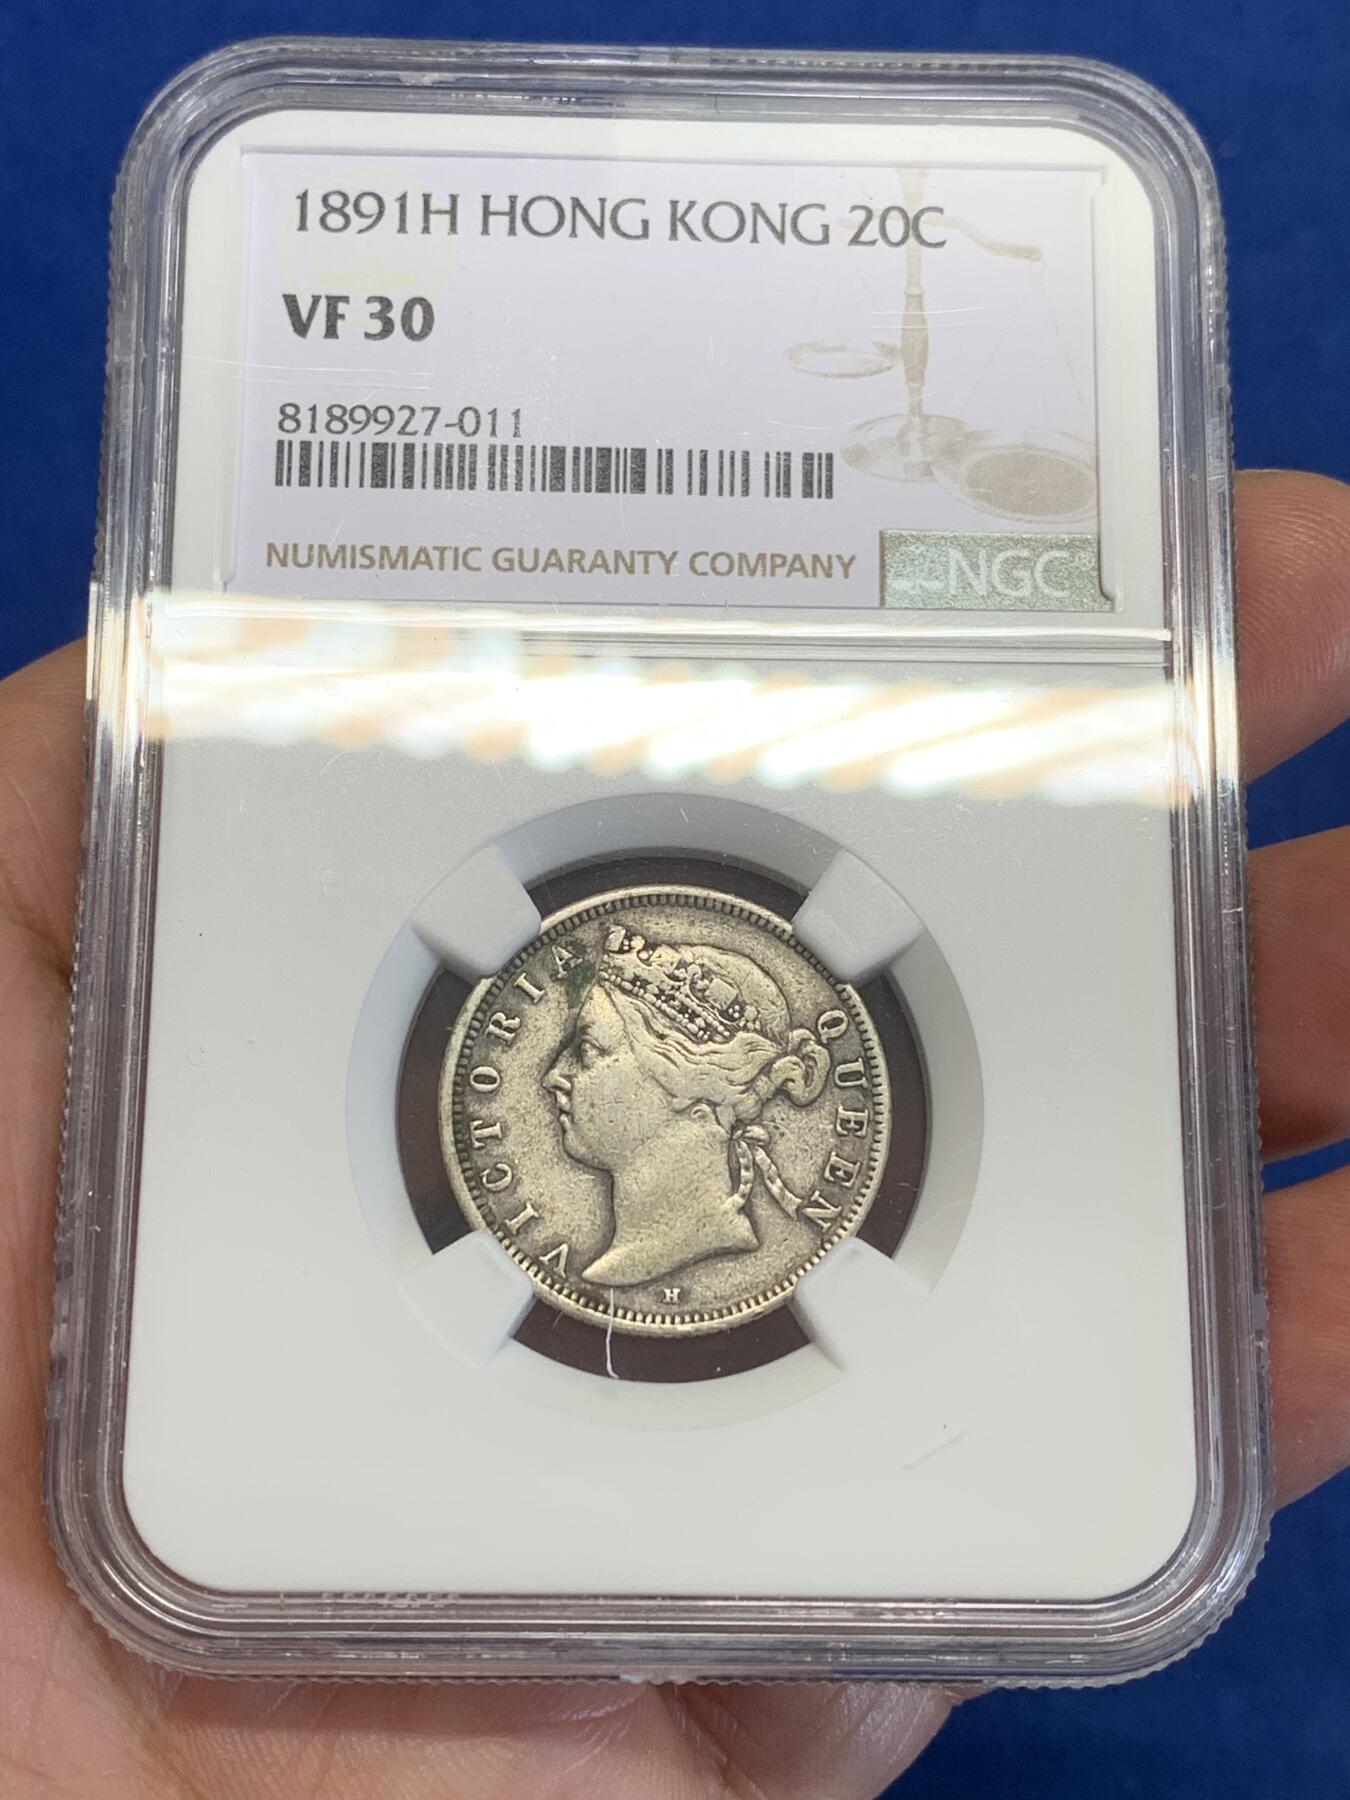 1891H HONG KONG 20C
VF 30
8189927-011
NUMISMATIC GUARANTY COMPANY
NGC
VICTORIA QUEEN
H